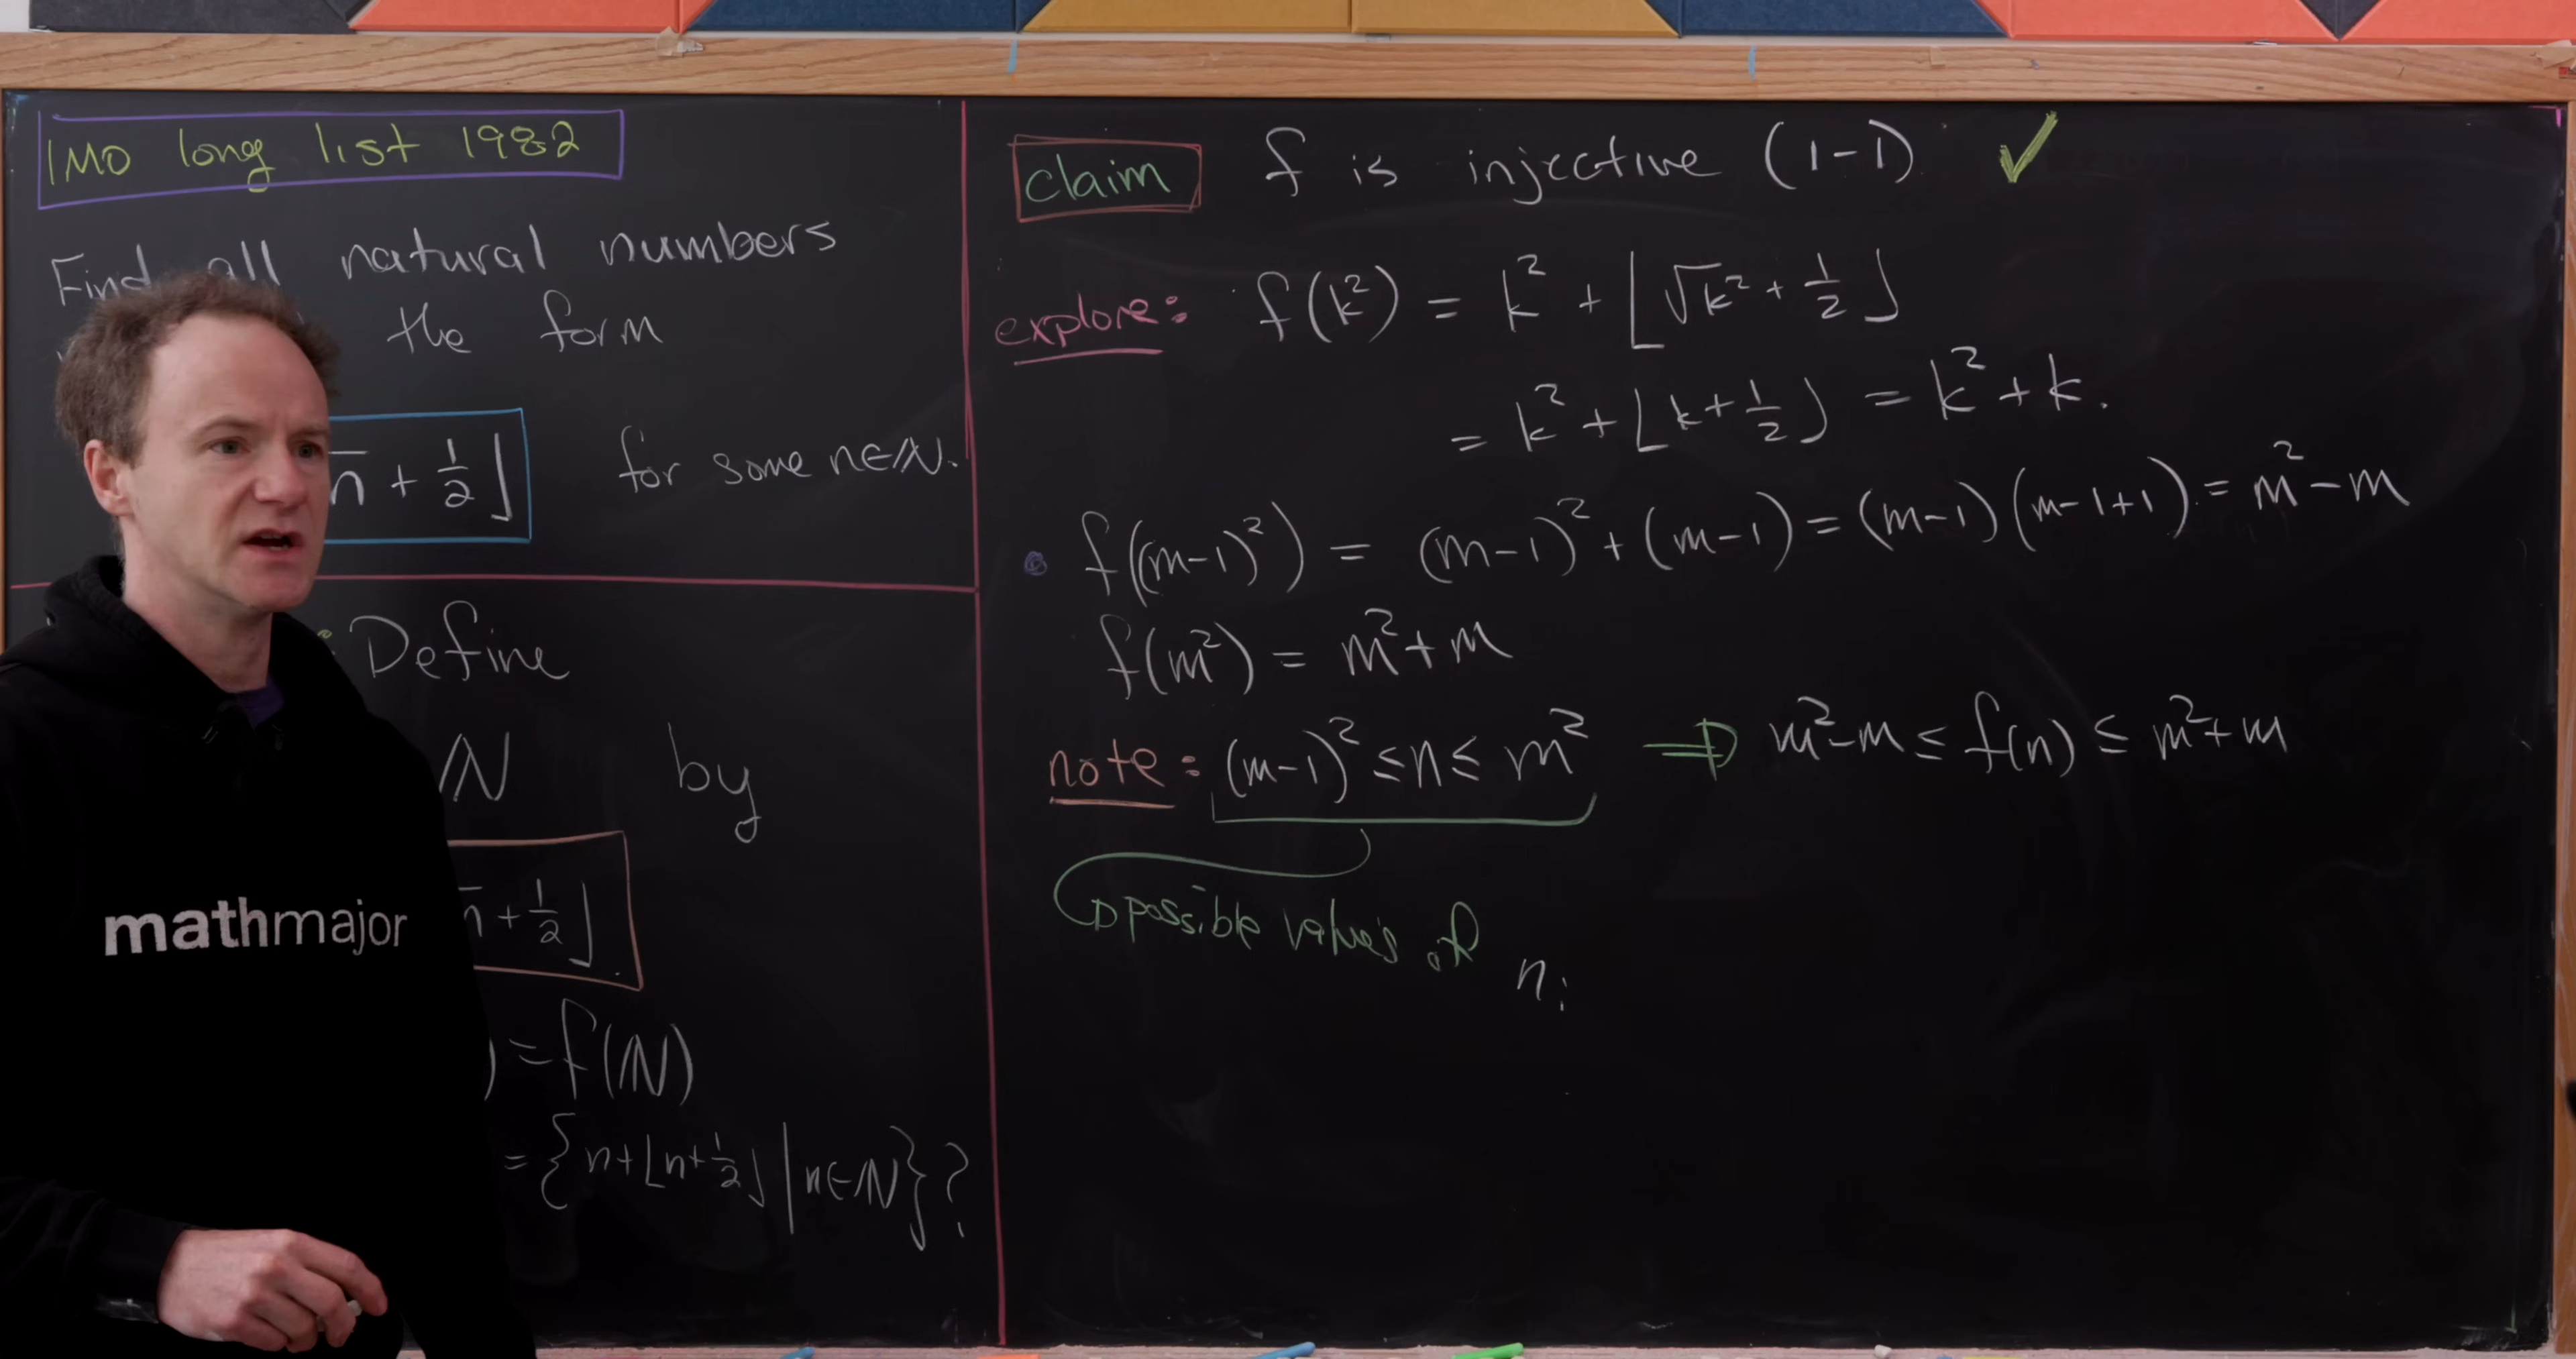 IMO long list 1982
Find all natural numbers
the form
n + 1/2⌋ for some n∈ℕ.
Define
ℕ by
n + 1/2⌋
) = f(ℕ)
= {n+⌊n+1/2⌋ | n∈ℕ}?
claim f is injective (1-1) ✓
explore: f(k²) = k² + ⌊√k² + 1/2⌋
= k² + ⌊k + 1/2⌋ = k² + k.
• f((m-1)²) = (m-1)² + (m-1) = (m-1)(m-1+1) = m² - m
f(m²) = m² + m
note: (m-1)² ≤ n ≤ m² ⇒ m²-m ≤ f(n) ≤ m²+m
possible values of n:
mathmajor